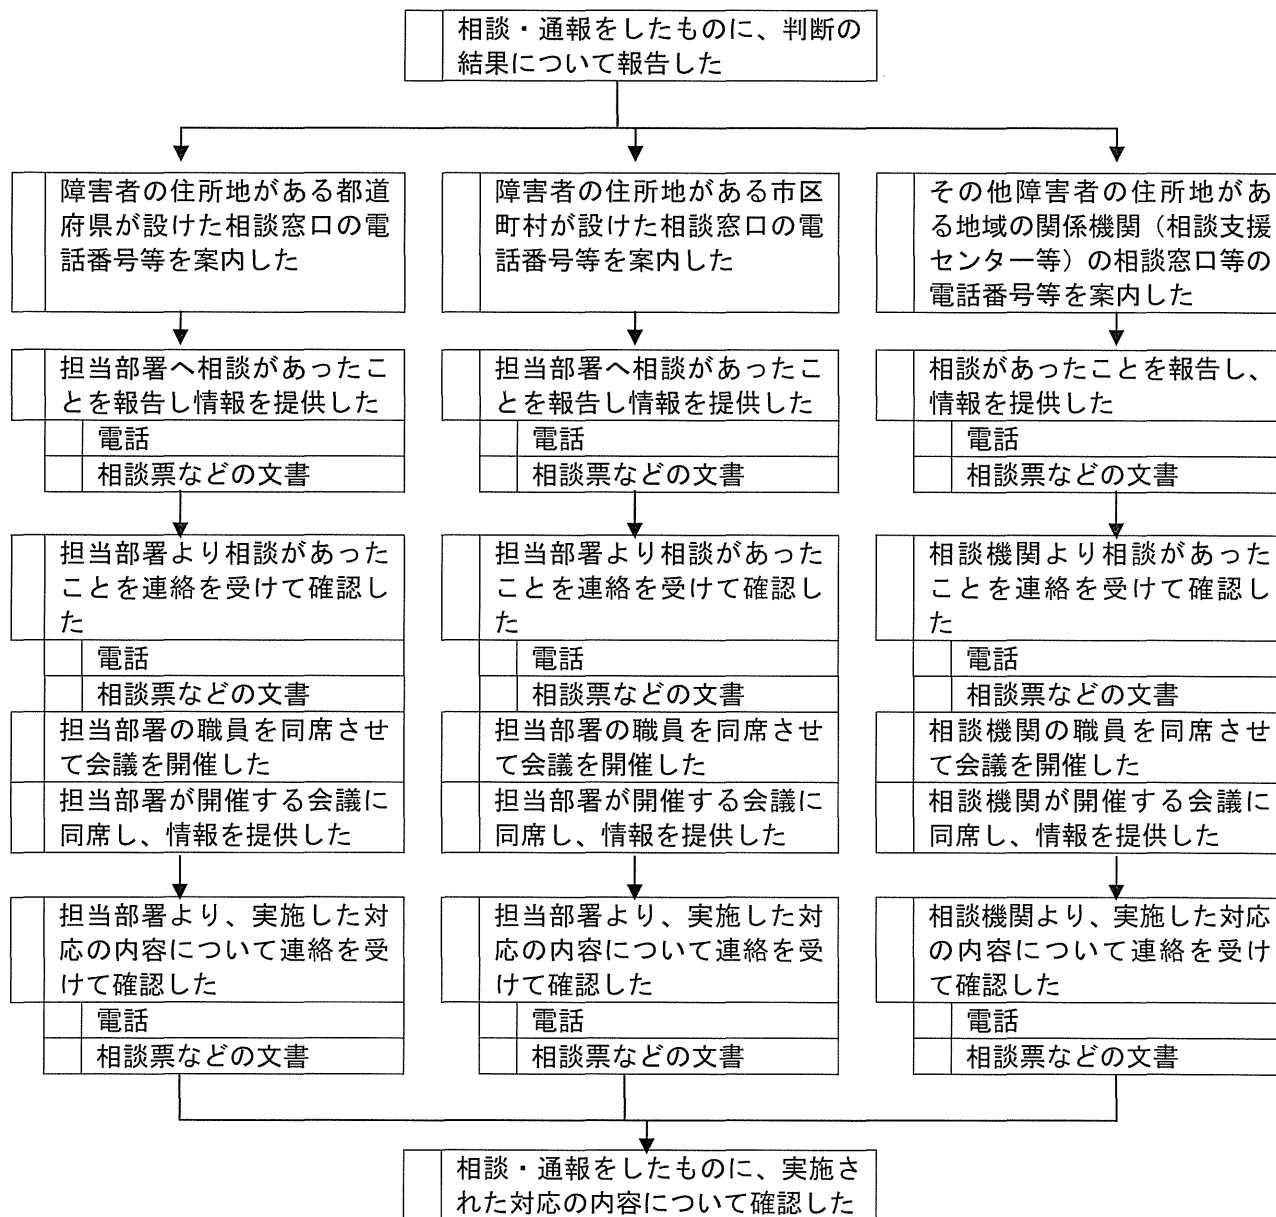 相談・通報をしたものに、判断の
結果について報告した
障害者の住所地がある都道
府県が設けた相談窓口の電
話番号等を案内した
障害者の住所地がある市区
町村が設けた相談窓口の電
話番号等を案内した
その他障害者の住所地があ
る地域の関係機関（相談支援
センター等）の相談窓口等の
電話番号等を案内した
担当部署へ相談があったこ
とを報告し情報を提供した
電話
相談票などの文書
担当部署へ相談があったこ
とを報告し情報を提供した
電話
相談票などの文書
相談があったことを報告し、
情報を提供した
電話
相談票などの文書
担当部署より相談があった
ことを連絡を受けて確認し
た
電話
相談票などの文書
担当部署の職員を同席させ
て会議を開催した
担当部署が開催する会議に
同席し、情報を提供した
担当部署より相談があった
ことを連絡を受けて確認し
た
電話
相談票などの文書
担当部署の職員を同席させ
て会議を開催した
担当部署が開催する会議に
同席し、情報を提供した
相談機関より相談があった
ことを連絡を受けて確認し
た
電話
相談票などの文書
相談機関の職員を同席させ
て会議を開催した
相談機関が開催する会議に
同席し、情報を提供した
担当部署より、実施した対
応の内容について連絡を受
けて確認した
電話
相談票などの文書
担当部署より、実施した対
応の内容について連絡を受
けて確認した
電話
相談票などの文書
相談機関より、実施した対応
の内容について連絡を受け
て確認した
電話
相談票などの文書
相談・通報をしたものに、実施さ
れた対応の内容について確認した